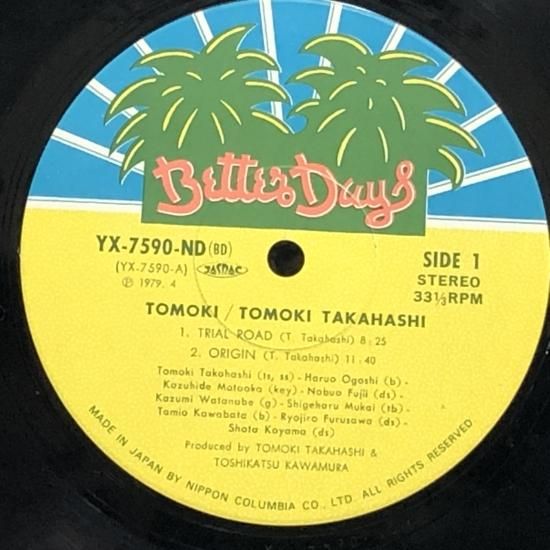 Better Days
YX-7590-ND (BD)
(YX-7590-A)
JASRAC
Ⓟ 1979. 4
SIDE 1
STEREO
33⅓RPM
TOMOKI / TOMOKI TAKAHASHI
1. TRIAL ROAD (T. Takahashi) 8:25
2. ORIGIN (T. Takahashi) 11:40
Tomoki Takahashi (ts, ss) - Haruo Ogoshi (b) -
Kazuhide Motooka (key) - Nobuo Fujii (ds) -
Kazumi Watanabe (g) - Shigeharu Mukai (tb) -
Tamio Kawabata (b) - Ryojiro Furusawa (ds) -
Shota Koyama (ds)
Produced by TOMOKI TAKAHASHI &
TOSHIKATSU KAWAMURA
MADE IN JAPAN BY NIPPON COLUMBIA CO., LTD. ALL RIGHTS RESERVED